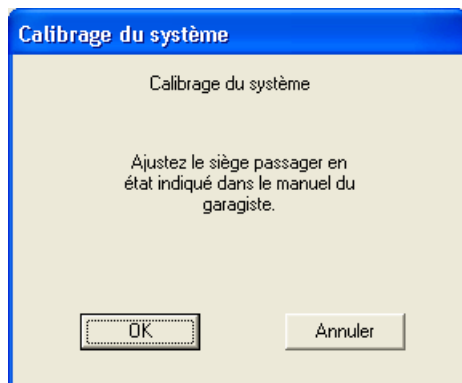 Calibrage du système
Calibrage du système
Ajustez le siège passager en
état indiqué dans le manuel du
garagiste.
OK
Annuler